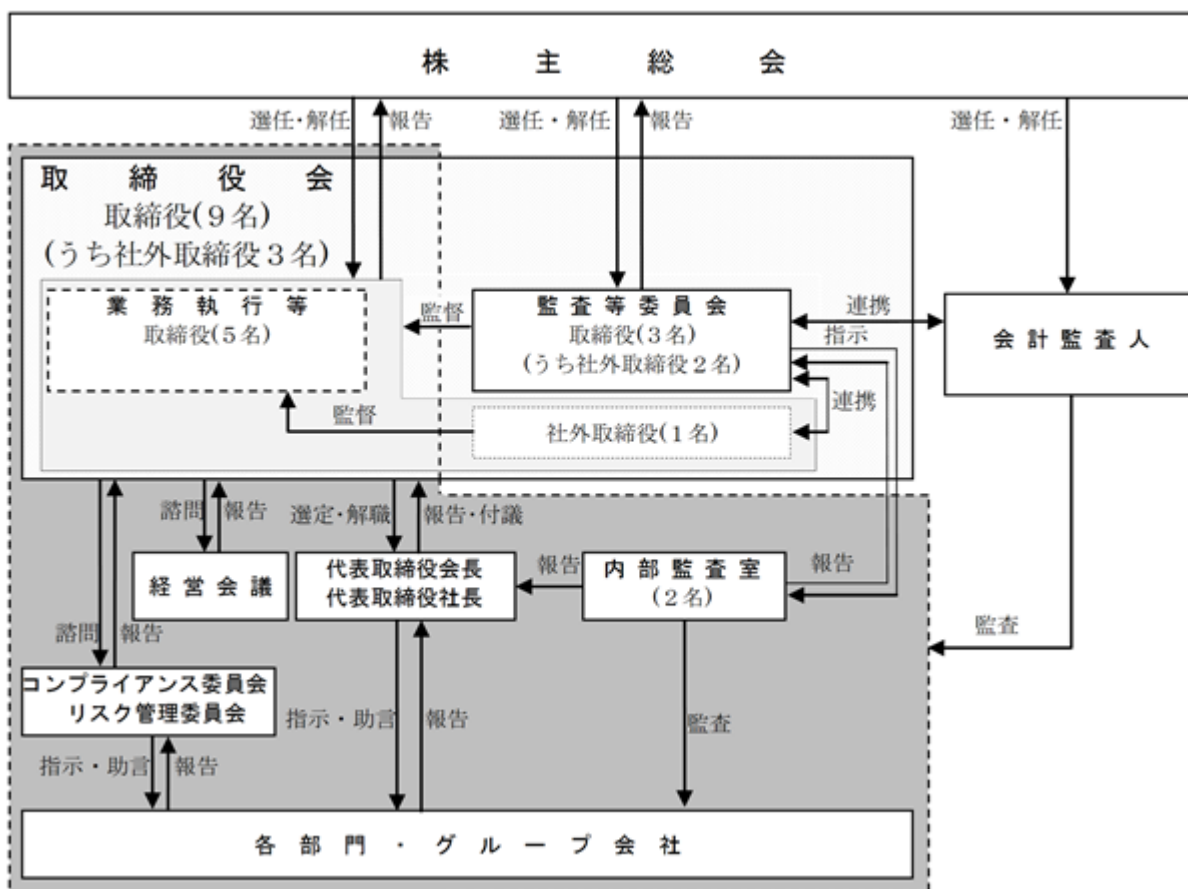 株主総会
選任・解任
報告
選任・解任
報告
選任・解任
取締役会
取締役(9名)
(うち社外取締役3名)
業務執行等
取締役(5名)
監督
監査等委員会
取締役(3名)
(うち社外取締役2名)
連携
指示
会計監査人
監督
社外取締役(1名)
連携
諮問
報告
選定・解職
報告・付議
経営会議
代表取締役会長
代表取締役社長
報告
内部監査室
(2名)
報告
監査
諮問
報告
コンプライアンス委員会
リスク管理委員会
指示・助言
報告
監査
指示・助言
報告
各部門・グループ会社